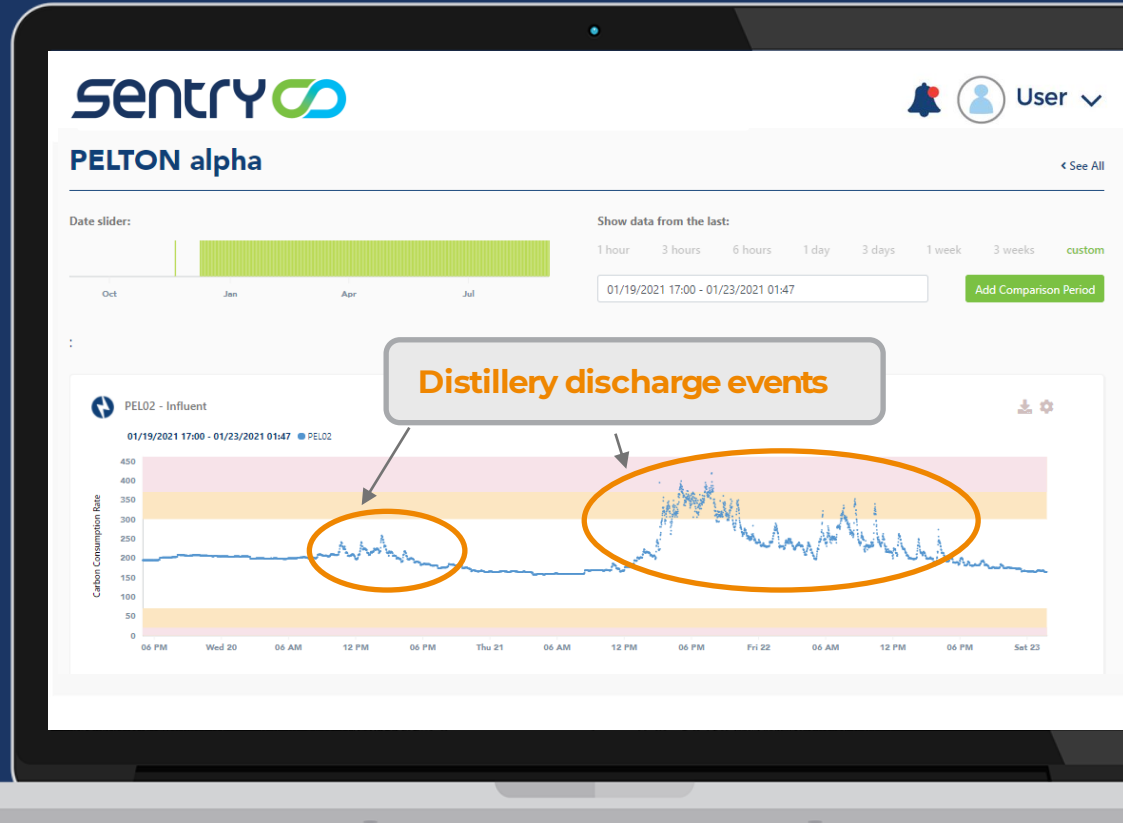 sentry
User
PELTON alpha
See All
Date slider:
Show data from the last:
1 hour 3 hours 6 hours 1 day 3 days 1 week 3 weeks custom
01/19/2021 17:00 - 01/23/2021 01:47
Add Comparison Period
Oct Jan Apr Jul
:
Distillery discharge events
PEL02 - Influent
01/19/2021 17:00 - 01/23/2021 01:47 PEL02
Carbon Consumption Rate
450
400
350
300
250
200
150
100
50
0
06 PM Wed 20 06 AM 12 PM 06 PM Thu 21 06 AM 12 PM 06 PM Fri 22 06 AM 12 PM 06 PM Sat 23